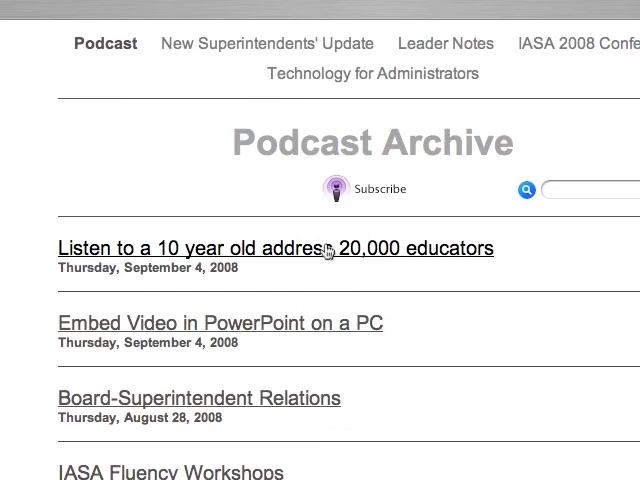 Podcast New Superintendents' Update Leader Notes IASA 2008 Confe
Technology for Administrators
Podcast Archive
Subscribe
Listen to a 10 year old address 20,000 educators
Thursday, September 4, 2008
Embed Video in PowerPoint on a PC
Thursday, September 4, 2008
Board-Superintendent Relations
Thursday, August 28, 2008
IASA Fluency Workshops